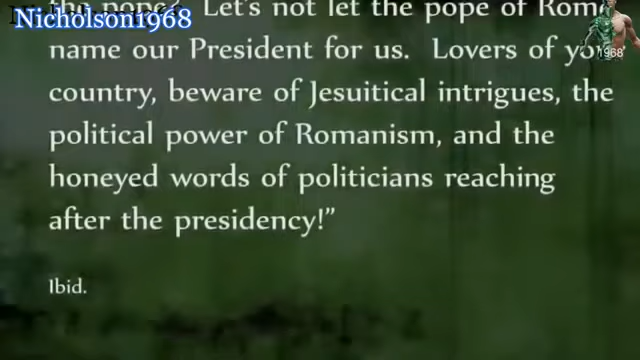 Nicholson1968
the pope? Let's not let the pope of Rome
name our President for us. Lovers of your
country, beware of Jesuitical intrigues, the
political power of Romanism, and the
honeyed words of politicians reaching
after the presidency!”
Ibid.
1968